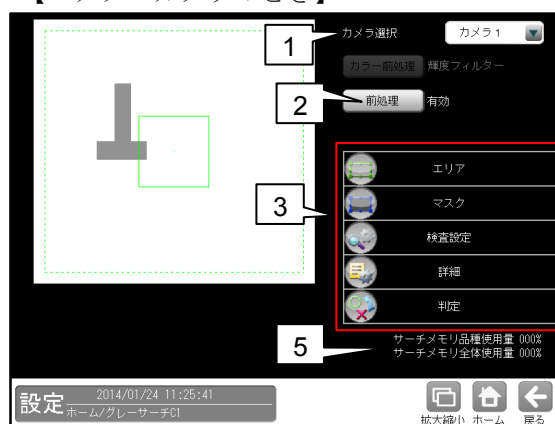 1
カメラ選択
カメラ1
カラー前処理
輝度フィルター
2
前処理
有効
3
エリア
マスク
検査設定
詳細
判定
5
サーチメモリ品種使用量 000%
サーチメモリ全体使用量 000%
設定
2014/01/24 11:25:41
ホーム/グレーサーチC1
拡大縮小
ホーム
戻る